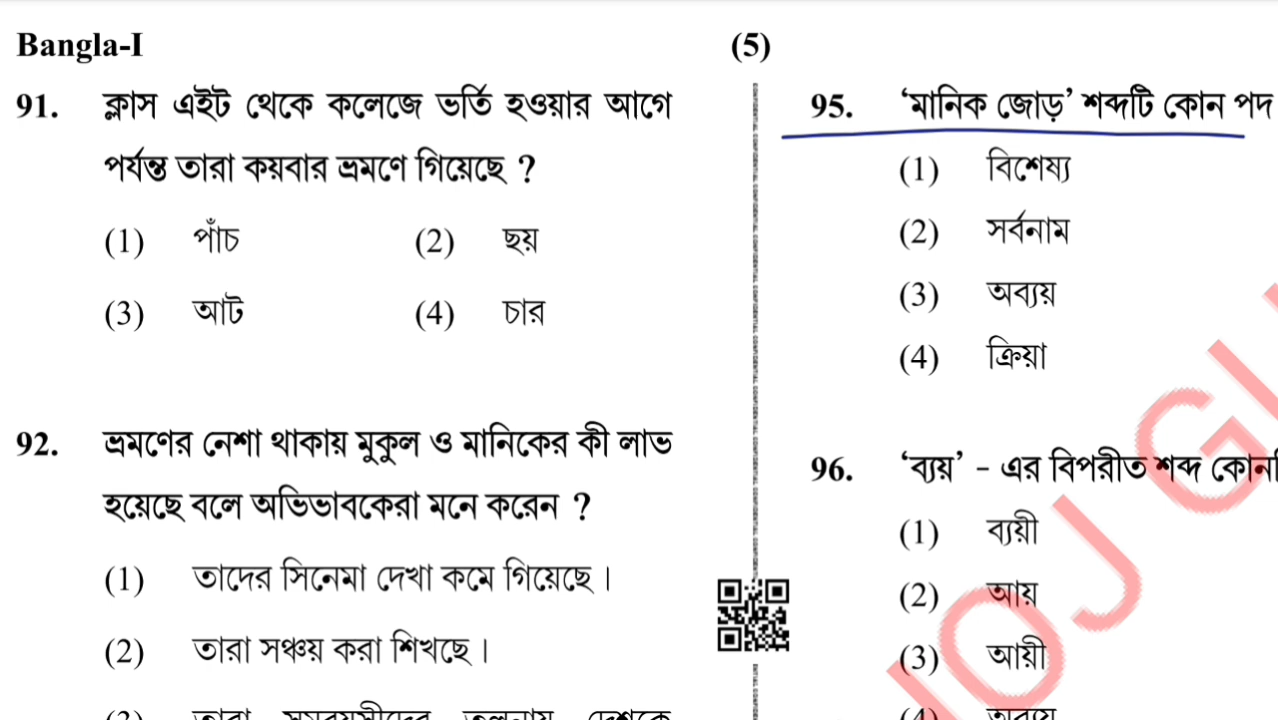 Bangla-I
(5)
91. ক্লাস এইট থেকে কলেজে ভর্তি হওয়ার আগে
পর্যন্ত তারা কয়বার ভ্রমণে গিয়েছে ?
(1) পাঁচ (2) ছয়
(3) আট (4) চার
92. ভ্রমণের নেশা থাকায় মুকুল ও মানিকের কী লাভ
হয়েছে বলে অভিভাবকেরা মনে করেন ?
(1) তাদের সিনেমা দেখা কমে গিয়েছে।
(2) তারা সঞ্চয় করা শিখছে।
95. ‘মানিক জোড়’ শব্দটি কোন পদ
(1) বিশেষ্য
(2) সর্বনাম
(3) অব্যয়
(4) ক্রিয়া
96. ‘ব্যয়’ – এর বিপরীত শব্দ
(1) ব্যয়ী
(2) আয়
(3) আয়ী